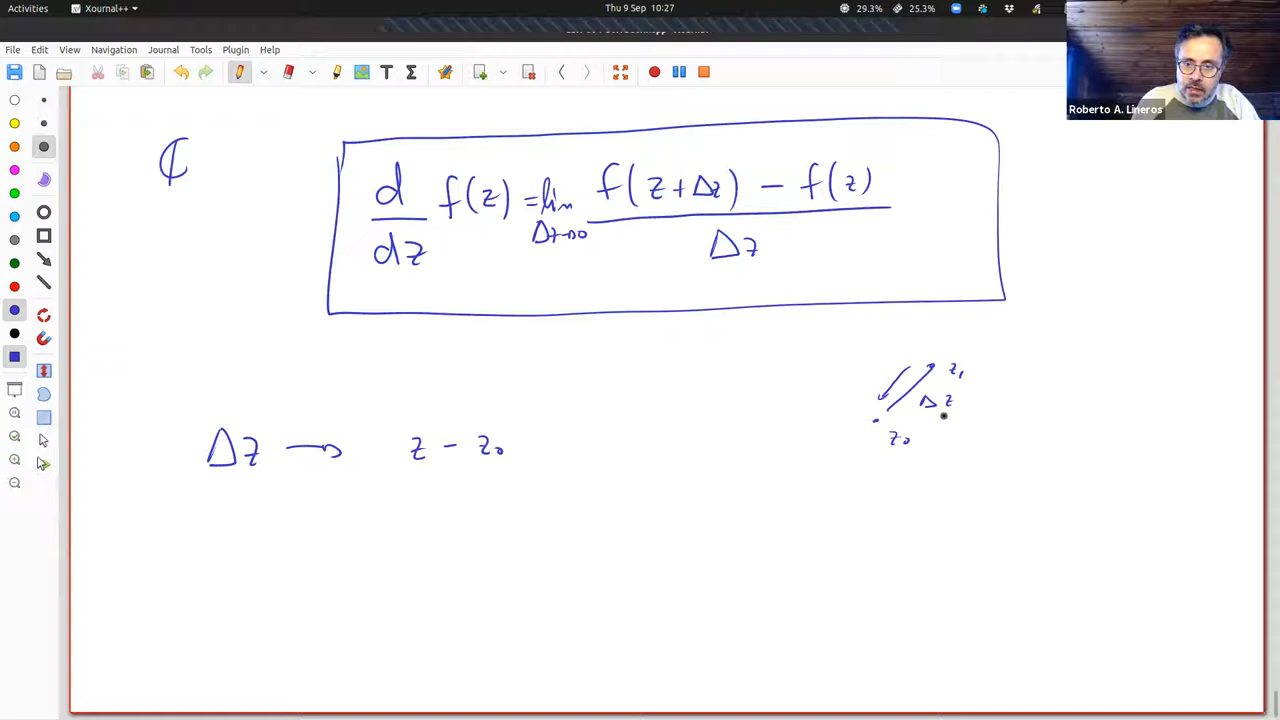 Activities Xournal++ Thu 9 Sep 10:27 29.3% 25.3%
File Edit View Navigation Journal Tools Plugin Help
Roberto A. Lineros
ℂ
d/dz f(z) = lim Δz→0 (f(z+Δz) − f(z))/Δz
z₁
Δz
z₀
Δz → z − z₀